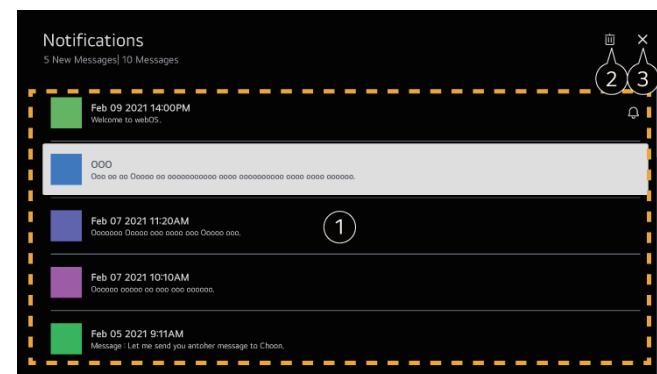 Notifications
5 New Messages| 10 Messages
2 3
Feb 09 2021 14:00PM
Welcome to webOS.
OOO
Ooo oo oo Ooooo oo ooooooooooo oooo oooooooooo oooo oooo oooooo.
Feb 07 2021 11:20AM
Ooooooo Ooooo ooo oooo ooo Ooooo ooo.
1
Feb 07 2021 10:10AM
Oooooo ooooo oo ooo ooo oooooo.
Feb 05 2021 9:11AM
Message : Let me send you antoher message to Choon.